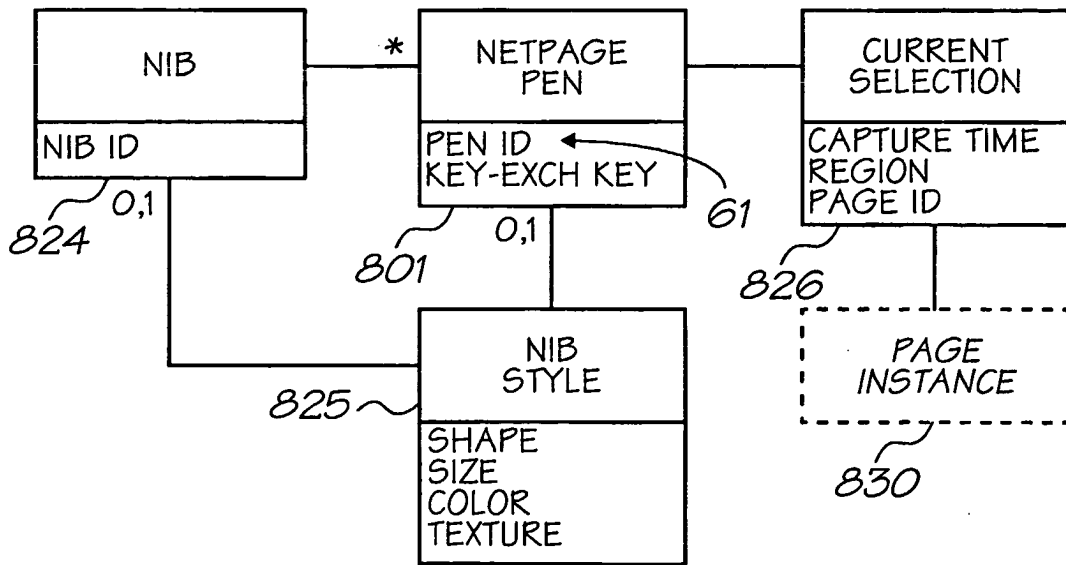 NIB
NIB ID
824
0,1
*
NETPAGE
PEN
PEN ID
KEY-EXCH KEY
61
801
0,1
CURRENT
SELECTION
CAPTURE TIME
REGION
PAGE ID
826
NIB
STYLE
825
SHAPE
SIZE
COLOR
TEXTURE
PAGE
INSTANCE
830